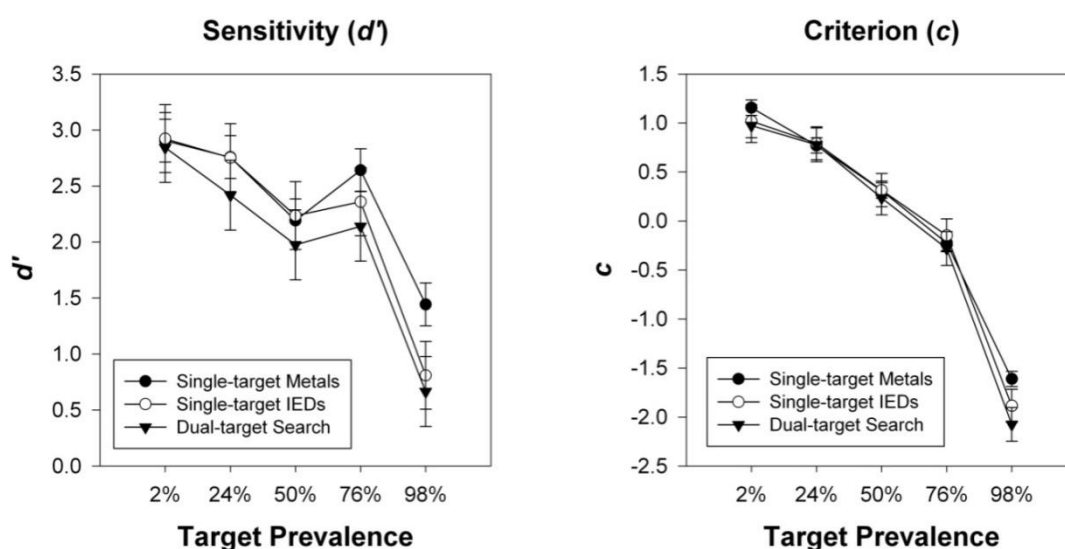 Sensitivity (d')
3.5
3.0
2.5
2.0
1.5
1.0
0.5
0.0
d'
Single-target Metals
Single-target IEDs
Dual-target Search
2% 24% 50% 76% 98%
Target Prevalence
Criterion (c)
1.5
1.0
0.5
0.0
-0.5
-1.0
-1.5
-2.0
-2.5
c
Single-target Metals
Single-target IEDs
Dual-target Search
2% 24% 50% 76% 98%
Target Prevalence